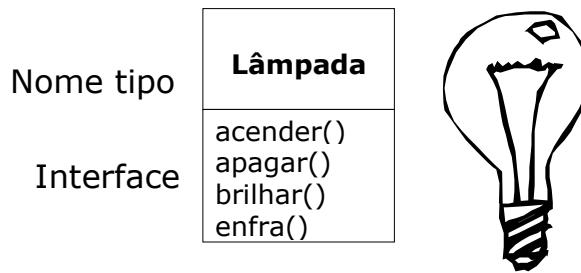 Nome tipo
Lâmpada
Interface
acender()
apagar()
brilhar()
enfra()